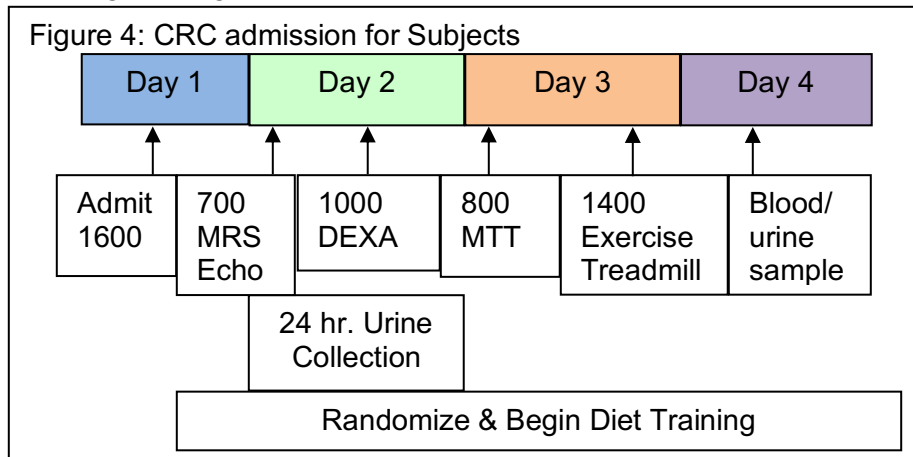 Figure 4: CRC admission for Subjects
Day 1
Day 2
Day 3
Day 4
Admit
1600
700
MRS
Echo
1000
DEXA
800
MTT
1400
Exercise
Treadmill
Blood/
urine
sample
24 hr. Urine
Collection
Randomize & Begin Diet Training